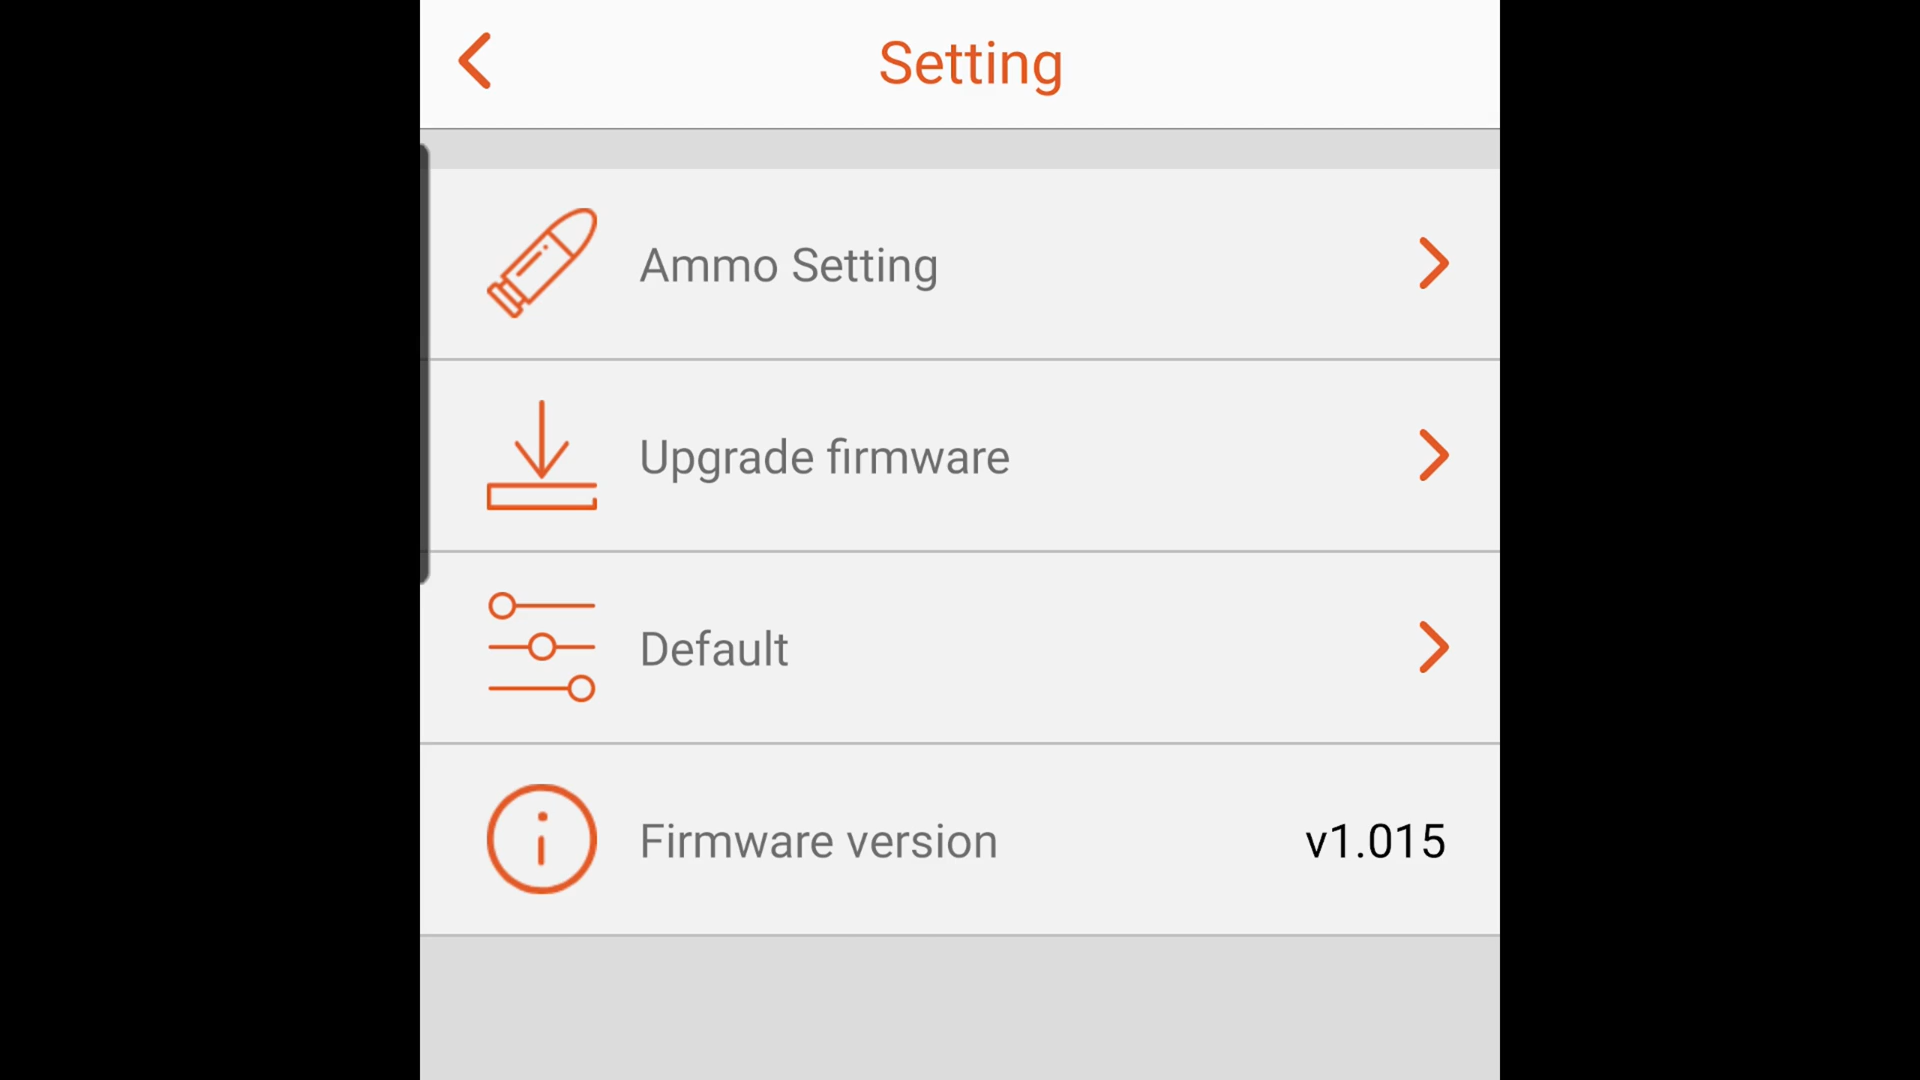 Setting
Ammo Setting
Upgrade firmware
Default
Firmware version v1.015